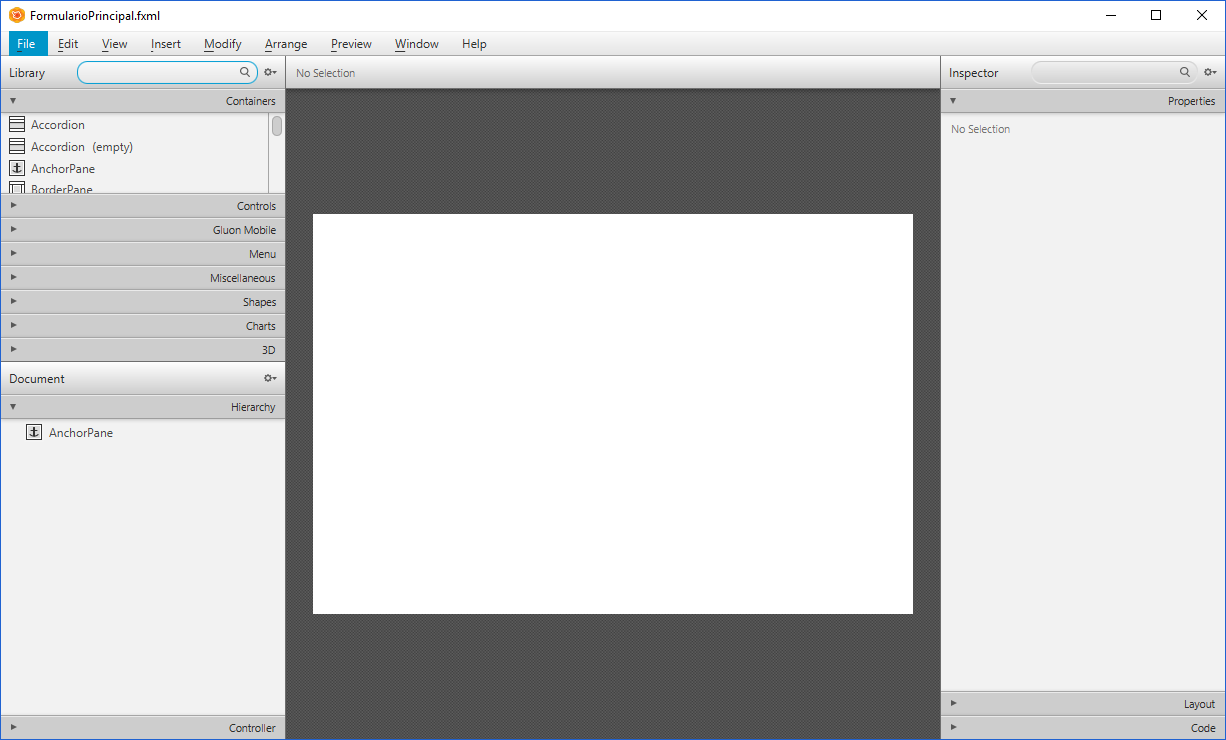 FormularioPrincipal.fxml
File Edit View Insert Modify Arrange Preview Window Help
Library
No Selection
Inspector
Containers
Properties
Accordion
Accordion (empty)
AnchorPane
BorderPane
No Selection
Controls
Gluon Mobile
Menu
Miscellaneous
Shapes
Charts
3D
Document
Hierarchy
AnchorPane
Controller
Layout
Code